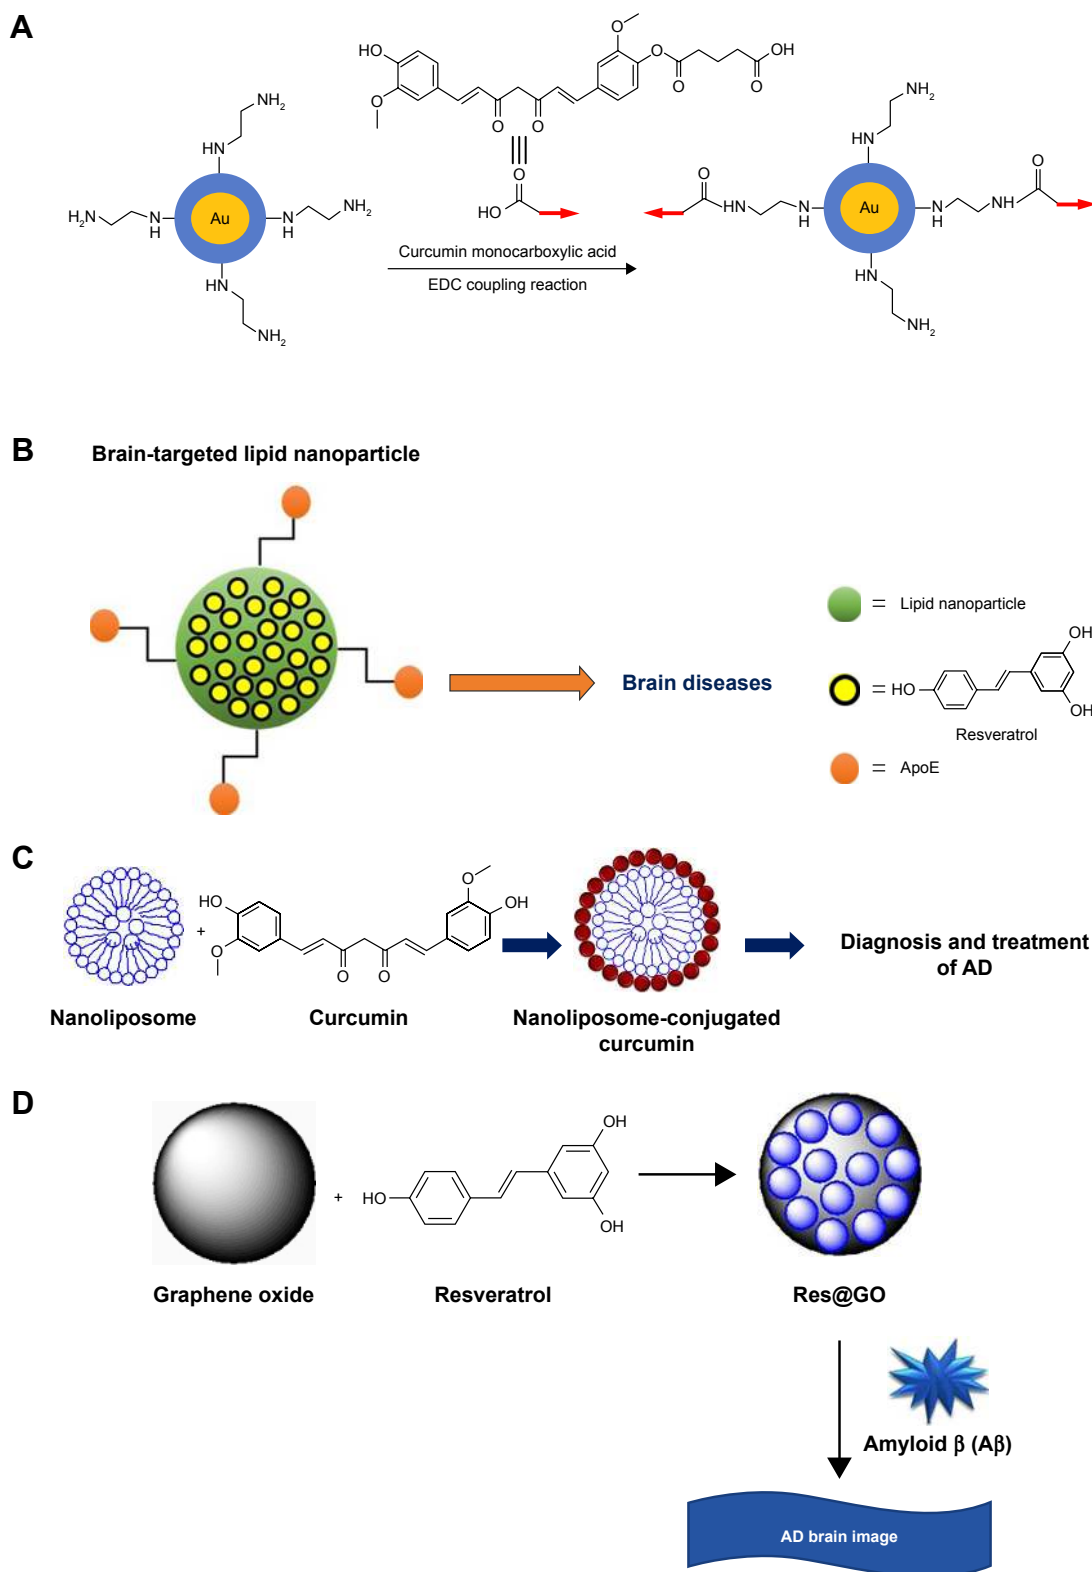 A
HO
O
O
O
O
O
O
O
OH
O
O
HO
Curcumin monocarboxylic acid
EDC coupling reaction
NH2
HN
H2N
N
H
Au
N
H
NH2
HN
NH2
NH2
HN
O
NH
N
H
Au
N
H
NH
O
HN
NH2
B
Brain-targeted lipid nanoparticle
Brain diseases
= Lipid nanoparticle
= HO
OH
OH
Resveratrol
= ApoE
C
HO
O
+
O
O
O
OH
Nanoliposome
Curcumin
Nanoliposome-conjugated
curcumin
Diagnosis and treatment
of AD
D
+
HO
OH
OH
Graphene oxide
Resveratrol
Res@GO
Amyloid β (Aβ)
AD brain image